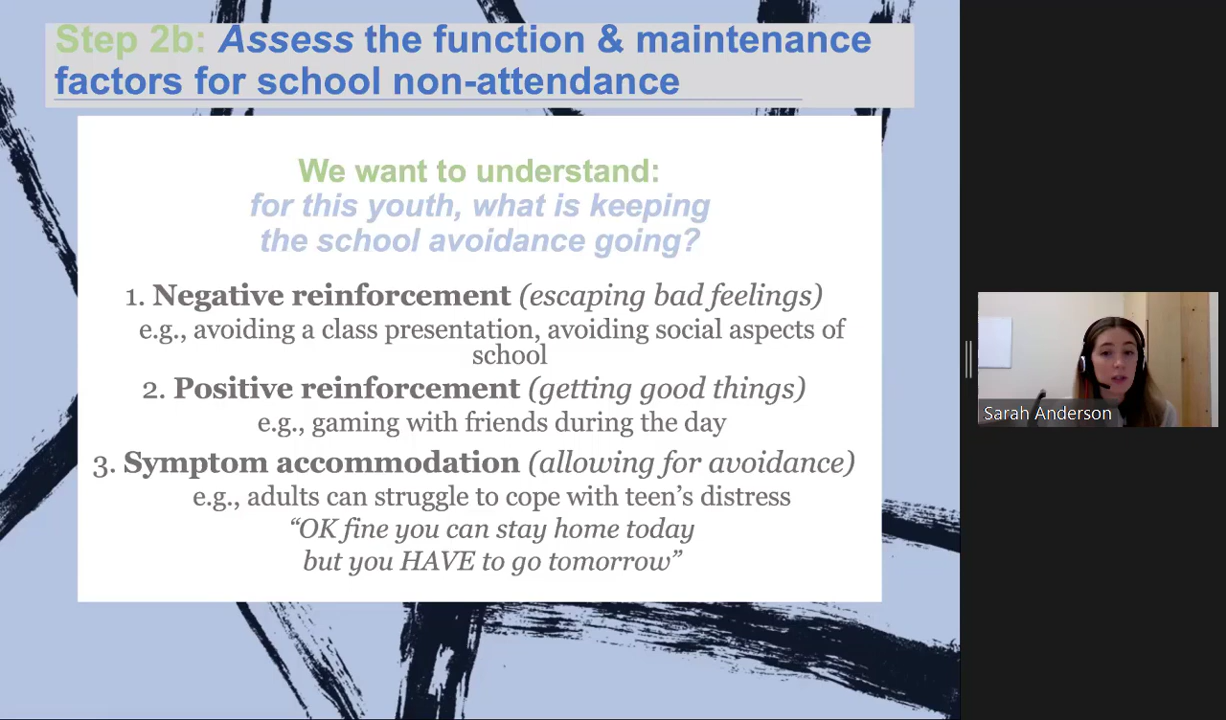 Step 2b: Assess the function & maintenance
factors for school non-attendance
We want to understand:
for this youth, what is keeping
the school avoidance going?
1. Negative reinforcement (escaping bad feelings)
e.g., avoiding a class presentation, avoiding social aspects of
school
2. Positive reinforcement (getting good things)
e.g., gaming with friends during the day
3. Symptom accommodation (allowing for avoidance)
e.g., adults can struggle to cope with teen’s distress
“OK fine you can stay home today
but you HAVE to go tomorrow”
Sarah Anderson